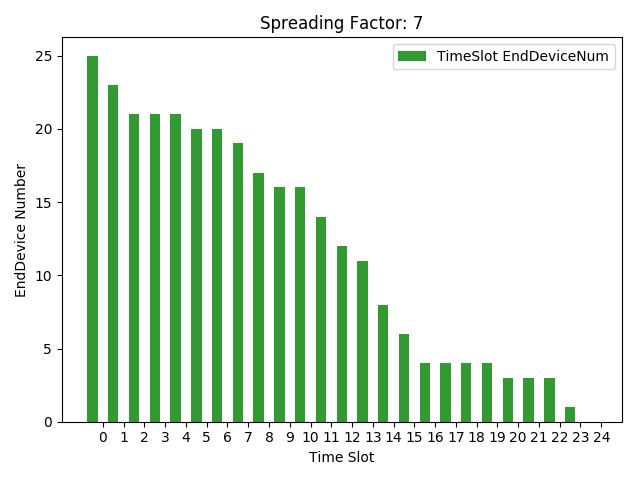 Spreading Factor: 7
TimeSlot EndDeviceNum
EndDevice Number
25
20
15
10
5
0
0 1 2 3 4 5 6 7 8 9 10 11 12 13 14 15 16 17 18 19 20 21 22 23 24
Time Slot